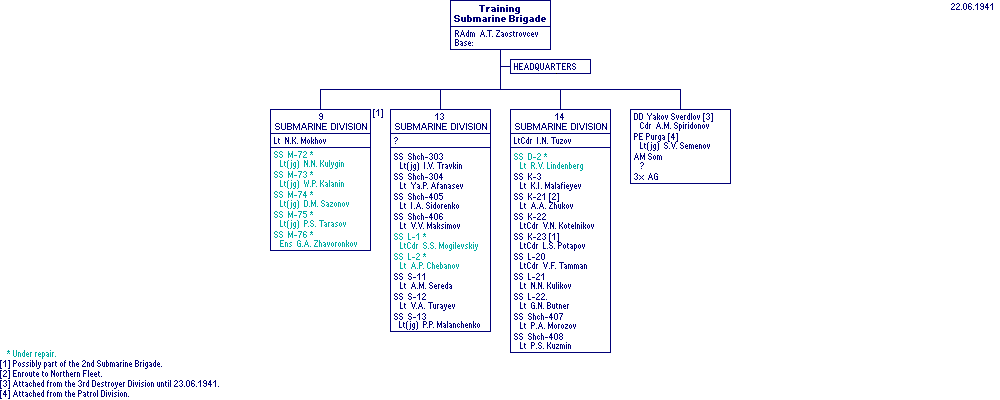 22.06.1941
Training
Submarine Brigade
RAdm A.T. Zaostrovcev
Base:
HEADQUARTERS
9
SUBMARINE DIVISION
[1]
Lt N.K. Mokhov
SS M-72 *
Lt(jg) N.N. Kulygin
SS M-73 *
Lt(jg) W.P. Kalanin
SS M-74 *
Lt(jg) D.M. Sazonov
SS M-75 *
Lt(jg) P.S. Tarasov
SS M-76 *
Ens G.A. Zhavoronkov
13
SUBMARINE DIVISION
?
SS Shch-303
Lt(jg) I.V. Travkin
SS Shch-304
Lt Ya.P. Afanasev
SS Shch-405
Lt I.A. Sidorenko
SS Shch-406
Lt V.V. Maksimov
SS L-1 *
LtCdr S.S. Mogilevskiy
SS L-2 *
Lt A.P. Chebanov
SS S-11
Lt A.M. Sereda
SS S-12
Lt V.A. Turayev
SS S-13
Lt(jg) P.P. Malanchenko
14
SUBMARINE DIVISION
LtCdr I.N. Tuzov
SS D-2 *
Lt R.V. Lindenberg
SS K-3
Lt K.I. Malafieyev
SS K-21 [2]
Lt A.A. Zhukov
SS K-22
LtCdr V.N. Kotelnikov
SS K-23 [1]
LtCdr L.S. Potapov
SS L-20
LtCdr V.F. Tamman
SS L-21
Lt N.N. Kulikov
SS L-22.
Lt G.N. Butner
SS Shch-407
Lt P.A. Morozov
SS Shch-408
Lt P.S. Kuzmin
DD Yakov Sverdlov [3]
Cdr A.M. Spiridonov
PE Purga [4]
Lt(jg) S.V. Semenov
AM Som
?
3x AG
* Under repair.
[1] Possibly part of the 2nd Submarine Brigade.
[2] Enroute to Northern Fleet.
[3] Attached from the 3rd Destroyer Division until 23.06.1941.
[4] Attached from the Patrol Division.